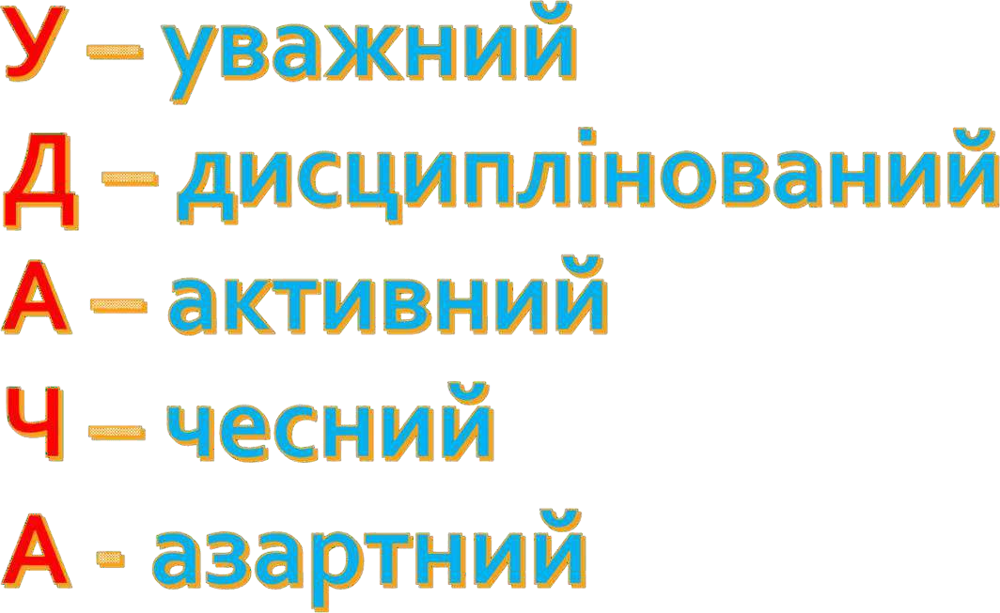 У – уважний
Д – дисциплінований
А – активний
Ч – чесний
А - азартний